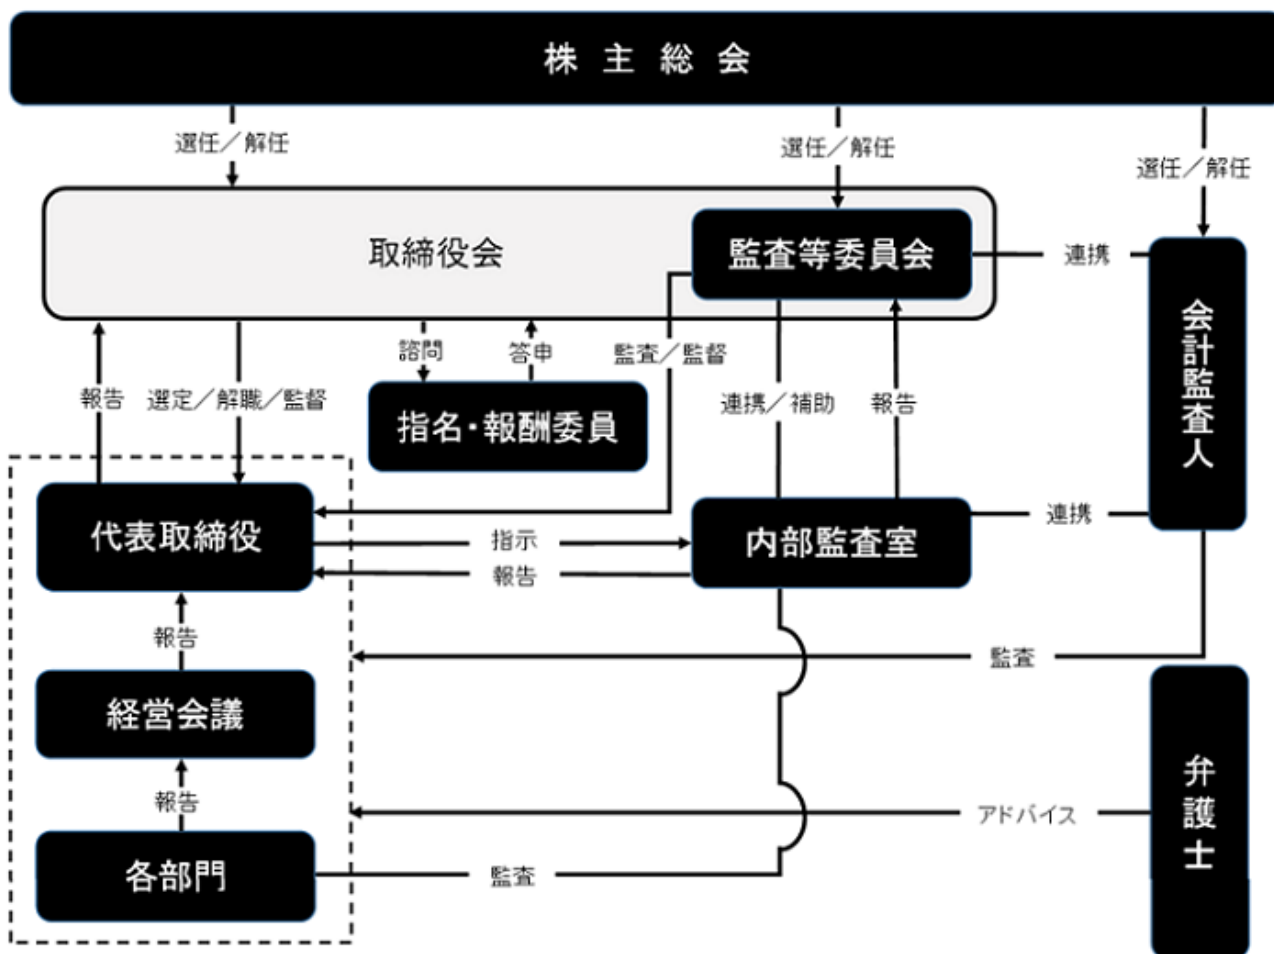 株主総会
選任／解任
選任／解任
選任／解任
取締役会
監査等委員会
連携
会計監査人
報告
選定／解職／監督
諮問
答申
監査／監督
連携／補助
報告
指名・報酬委員
代表取締役
指示
報告
内部監査室
連携
報告
監査
経営会議
報告
アドバイス
弁護士
各部門
監査